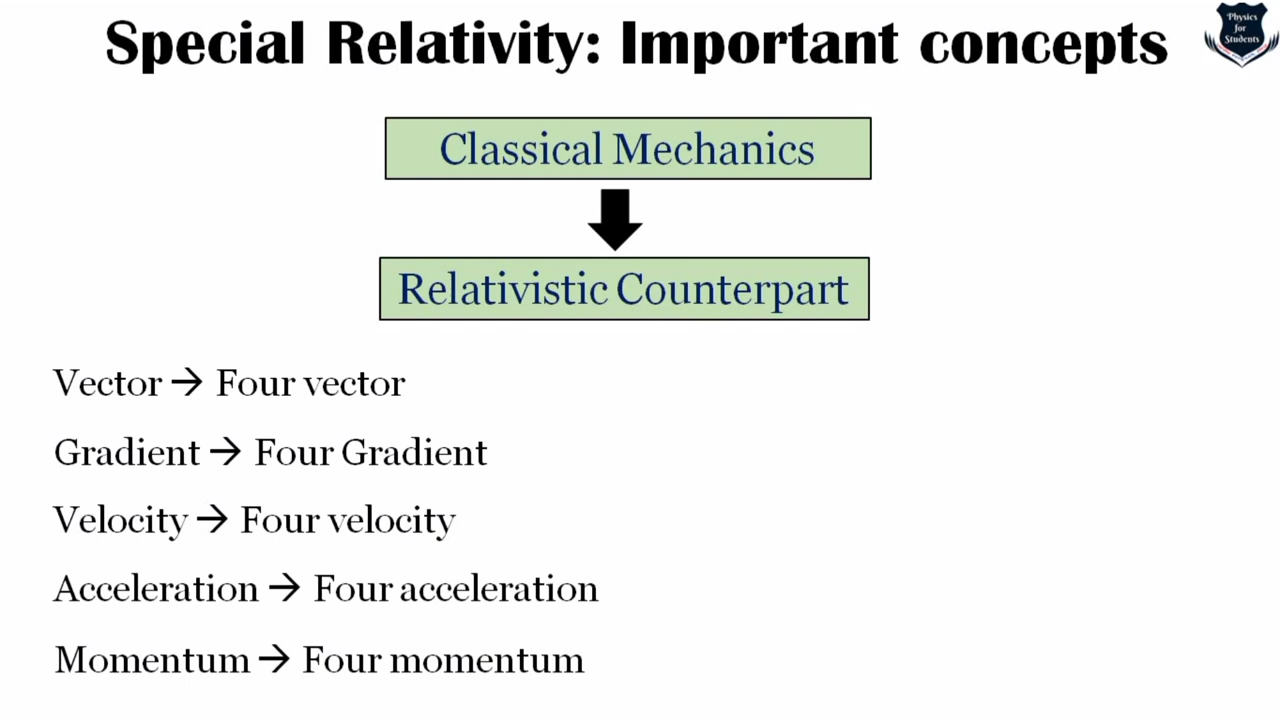 Special Relativity: Important concepts
Physics
for
Students
Classical Mechanics
Relativistic Counterpart
Vector → Four vector
Gradient → Four Gradient
Velocity → Four velocity
Acceleration → Four acceleration
Momentum → Four momentum